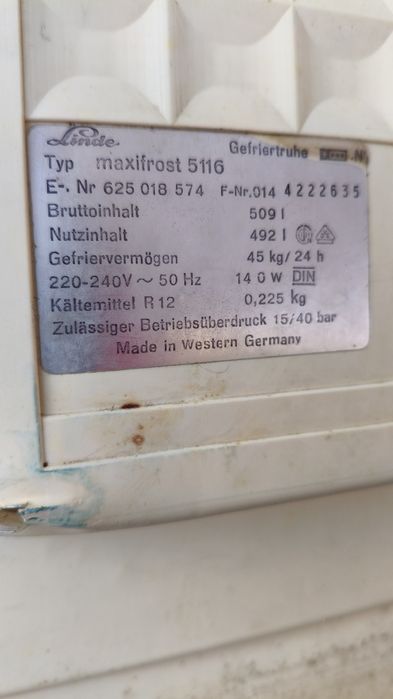 Linde
Gefriertruhe
Typ maxifrost 5116
E-. Nr 625 018 574 F-Nr.014 4222635
Bruttoinhalt 509 l
Nutzinhalt 492 l
Gefriervermögen 45 kg/24 h
220-240V ~ 50 Hz 140 W DIN
Kältemittel R 12 0,225 kg
Zulässiger Betriebsüberdruck 15/40 bar
Made in Western Germany